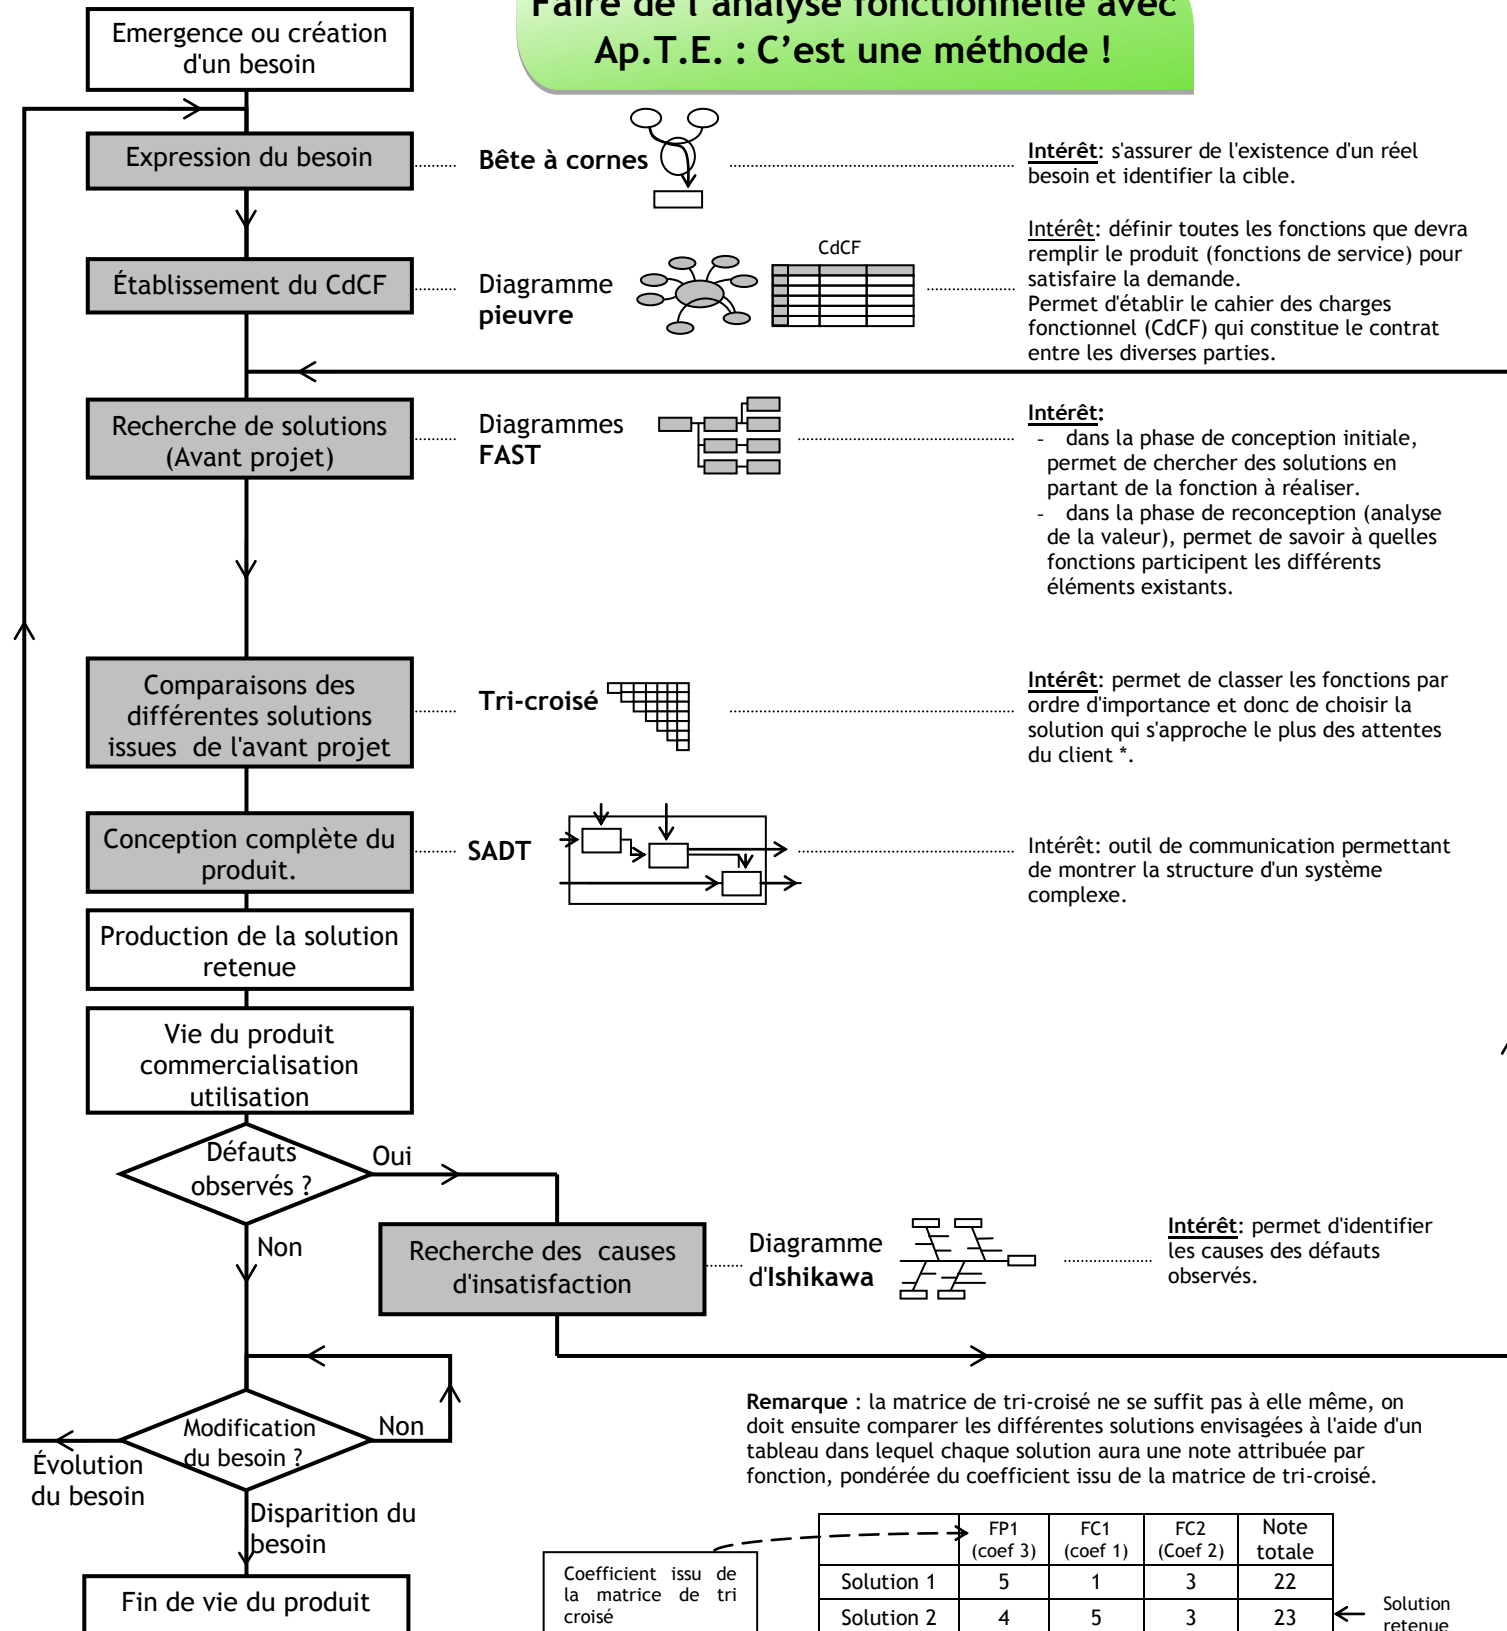 Faire de l'analyse fonctionnelle avec
Ap.T.E. : C'est une méthode !
Emergence ou création
d'un besoin
Expression du besoin
Bête à cornes
Intérêt: s'assurer de l'existence d'un réel
besoin et identifier la cible.
Établissement du CdCF
Diagramme
pieuvre
CdCF
Intérêt: définir toutes les fonctions que devra
remplir le produit (fonctions de service) pour
satisfaire la demande.
Permet d'établir le cahier des charges
fonctionnel (CdCF) qui constitue le contrat
entre les diverses parties.
Recherche de solutions
(Avant projet)
Diagrammes
FAST
Intérêt:
- dans la phase de conception initiale,
permet de chercher des solutions en
partant de la fonction à réaliser.
- dans la phase de reconception (analyse
de la valeur), permet de savoir à quelles
fonctions participent les différents
éléments existants.
Comparaisons des
différentes solutions
issues de l'avant projet
Tri-croisé
Intérêt: permet de classer les fonctions par
ordre d'importance et donc de choisir la
solution qui s'approche le plus des attentes
du client *.
Conception complète du
produit.
SADT
Intérêt: outil de communication permettant
de montrer la structure d'un système
complexe.
Production de la solution
retenue
Vie du produit
commercialisation
utilisation
Défauts
observés ?
Oui
Non
Recherche des causes
d'insatisfaction
Diagramme
d'Ishikawa
Intérêt: permet d'identifier
les causes des défauts
observés.
Modification
du besoin ?
Non
Évolution
du besoin
Disparition du
besoin
Fin de vie du produit
Remarque : la matrice de tri-croisé ne se suffit pas à elle même, on
doit ensuite comparer les différentes solutions envisagées à l'aide d'un
tableau dans lequel chaque solution aura une note attribuée par
fonction, pondérée du coefficient issu de la matrice de tri-croisé.
Coefficient issu de
la matrice de tri
croisé
FP1 FC1 FC2 Note
(coef 3) (coef 1) (Coef 2) totale
Solution 1 5 1 3 22
Solution 2 4 5 3 23
Solution
retenue